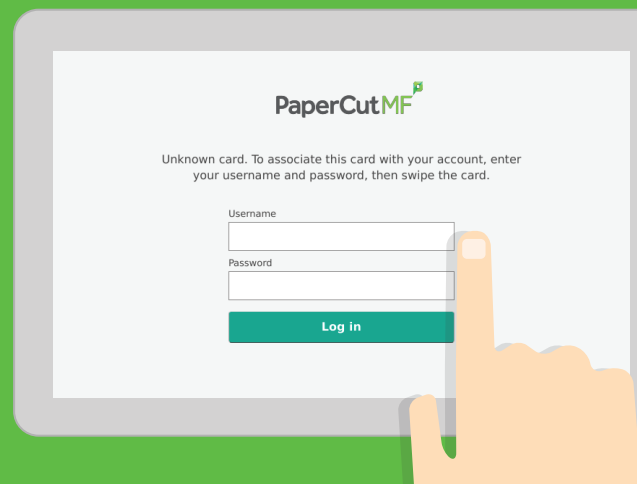 PaperCutMF
Unknown card. To associate this card with your account, enter
your username and password, then swipe the card.
Username
Password
Log in